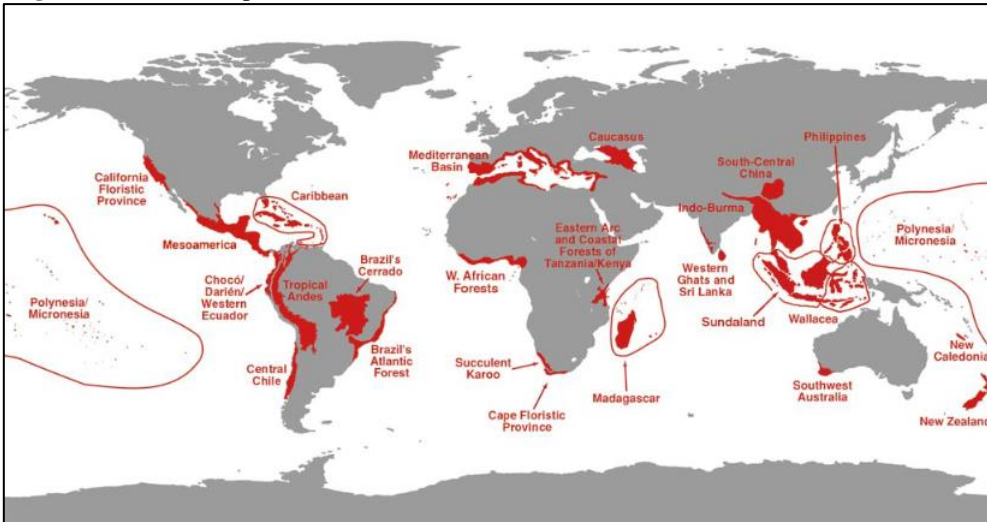 Philippines
Caucasus
Mediterranean
Basin
South-Central
China
California
Floristic
Province
Caribbean
Indo-Burma
Mesoamerica
Eastern Arc
and Coastal
Forests of
Tanzania/Kenya
Polynesia/
Micronesia
Brazil's
Cerrado
Chocó/
Darién/
Western
Ecuador
Tropical
Andes
W. African
Forests
Western
Ghats and
Sri Lanka
Polynesia/
Micronesia
Sundaland
Wallacea
New
Caledonia
Brazil's
Atlantic
Forest
Central
Chile
Succulent
Karoo
Madagascar
Southwest
Australia
Cape Floristic
Province
New Zealand